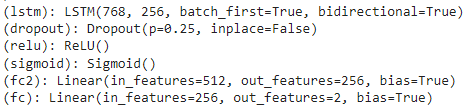 (lstm): LSTM(768, 256, batch_first=True, bidirectional=True)
(dropout): Dropout(p=0.25, inplace=False)
(relu): ReLU()
(sigmoid): Sigmoid()
(fc2): Linear(in_features=512, out_features=256, bias=True)
(fc): Linear(in_features=256, out_features=2, bias=True)